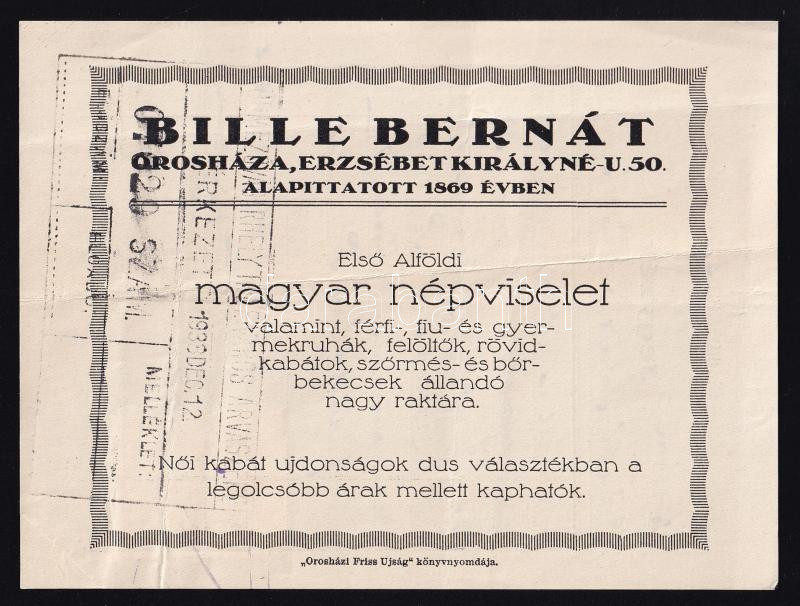 BILLE BERNÁT
OROSHÁZA, ERZSÉBET KIRÁLYNÉ-U. 50.
ALAPITTATOTT 1869 ÉVBEN
Első Alföldi
magyar népviselet
valamint, férfi-, fiu- és gyer-
mekruhák, felöltők, rövid-
kabátok, szőrmés- és bőr-
bekecsek állandó
nagy raktára.
Női kabát ujdonságok dus választékban a
legolcsóbb árak mellett kaphatók.
„Orosházi Friss Ujság“ könyvnyomdája.
ÉRKEZETT
DEC. 12.
SZÁM.
MELLÉKLET:
darabanth